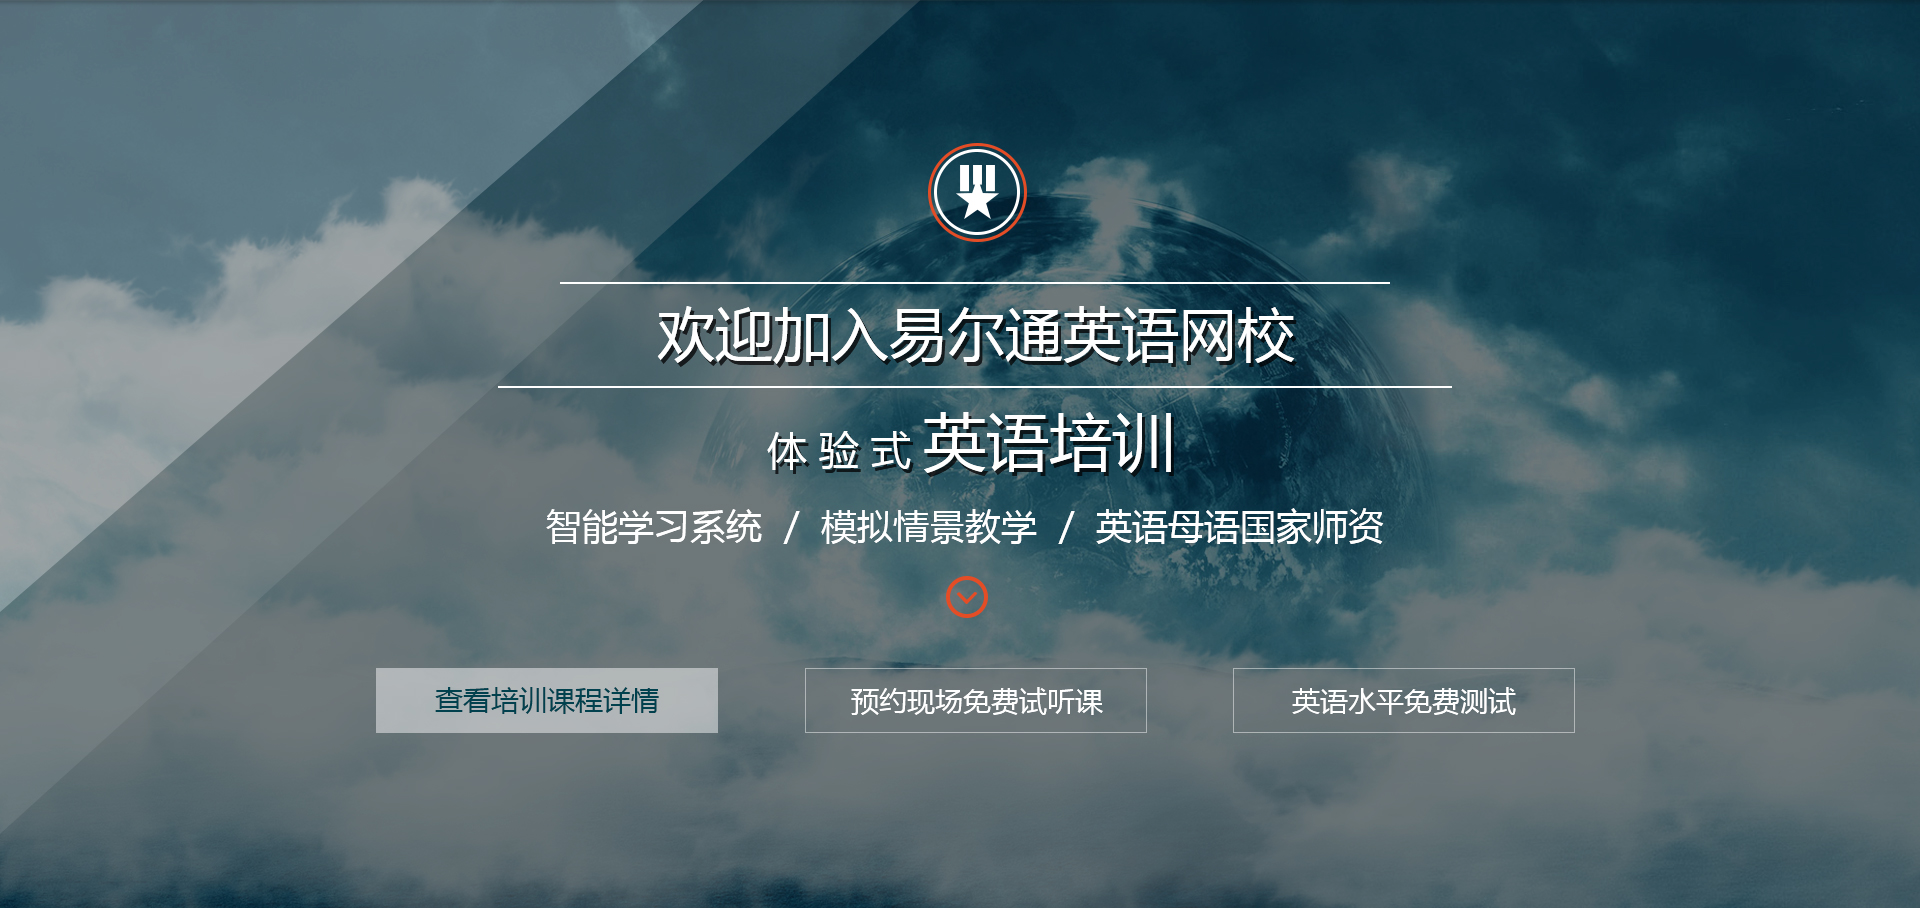 欢迎加入易尔通英语网校
体验式英语培训
智能学习系统 / 模拟情景教学 / 英语母语国家师资
查看培训课程详情
预约现场免费试听课
英语水平免费测试